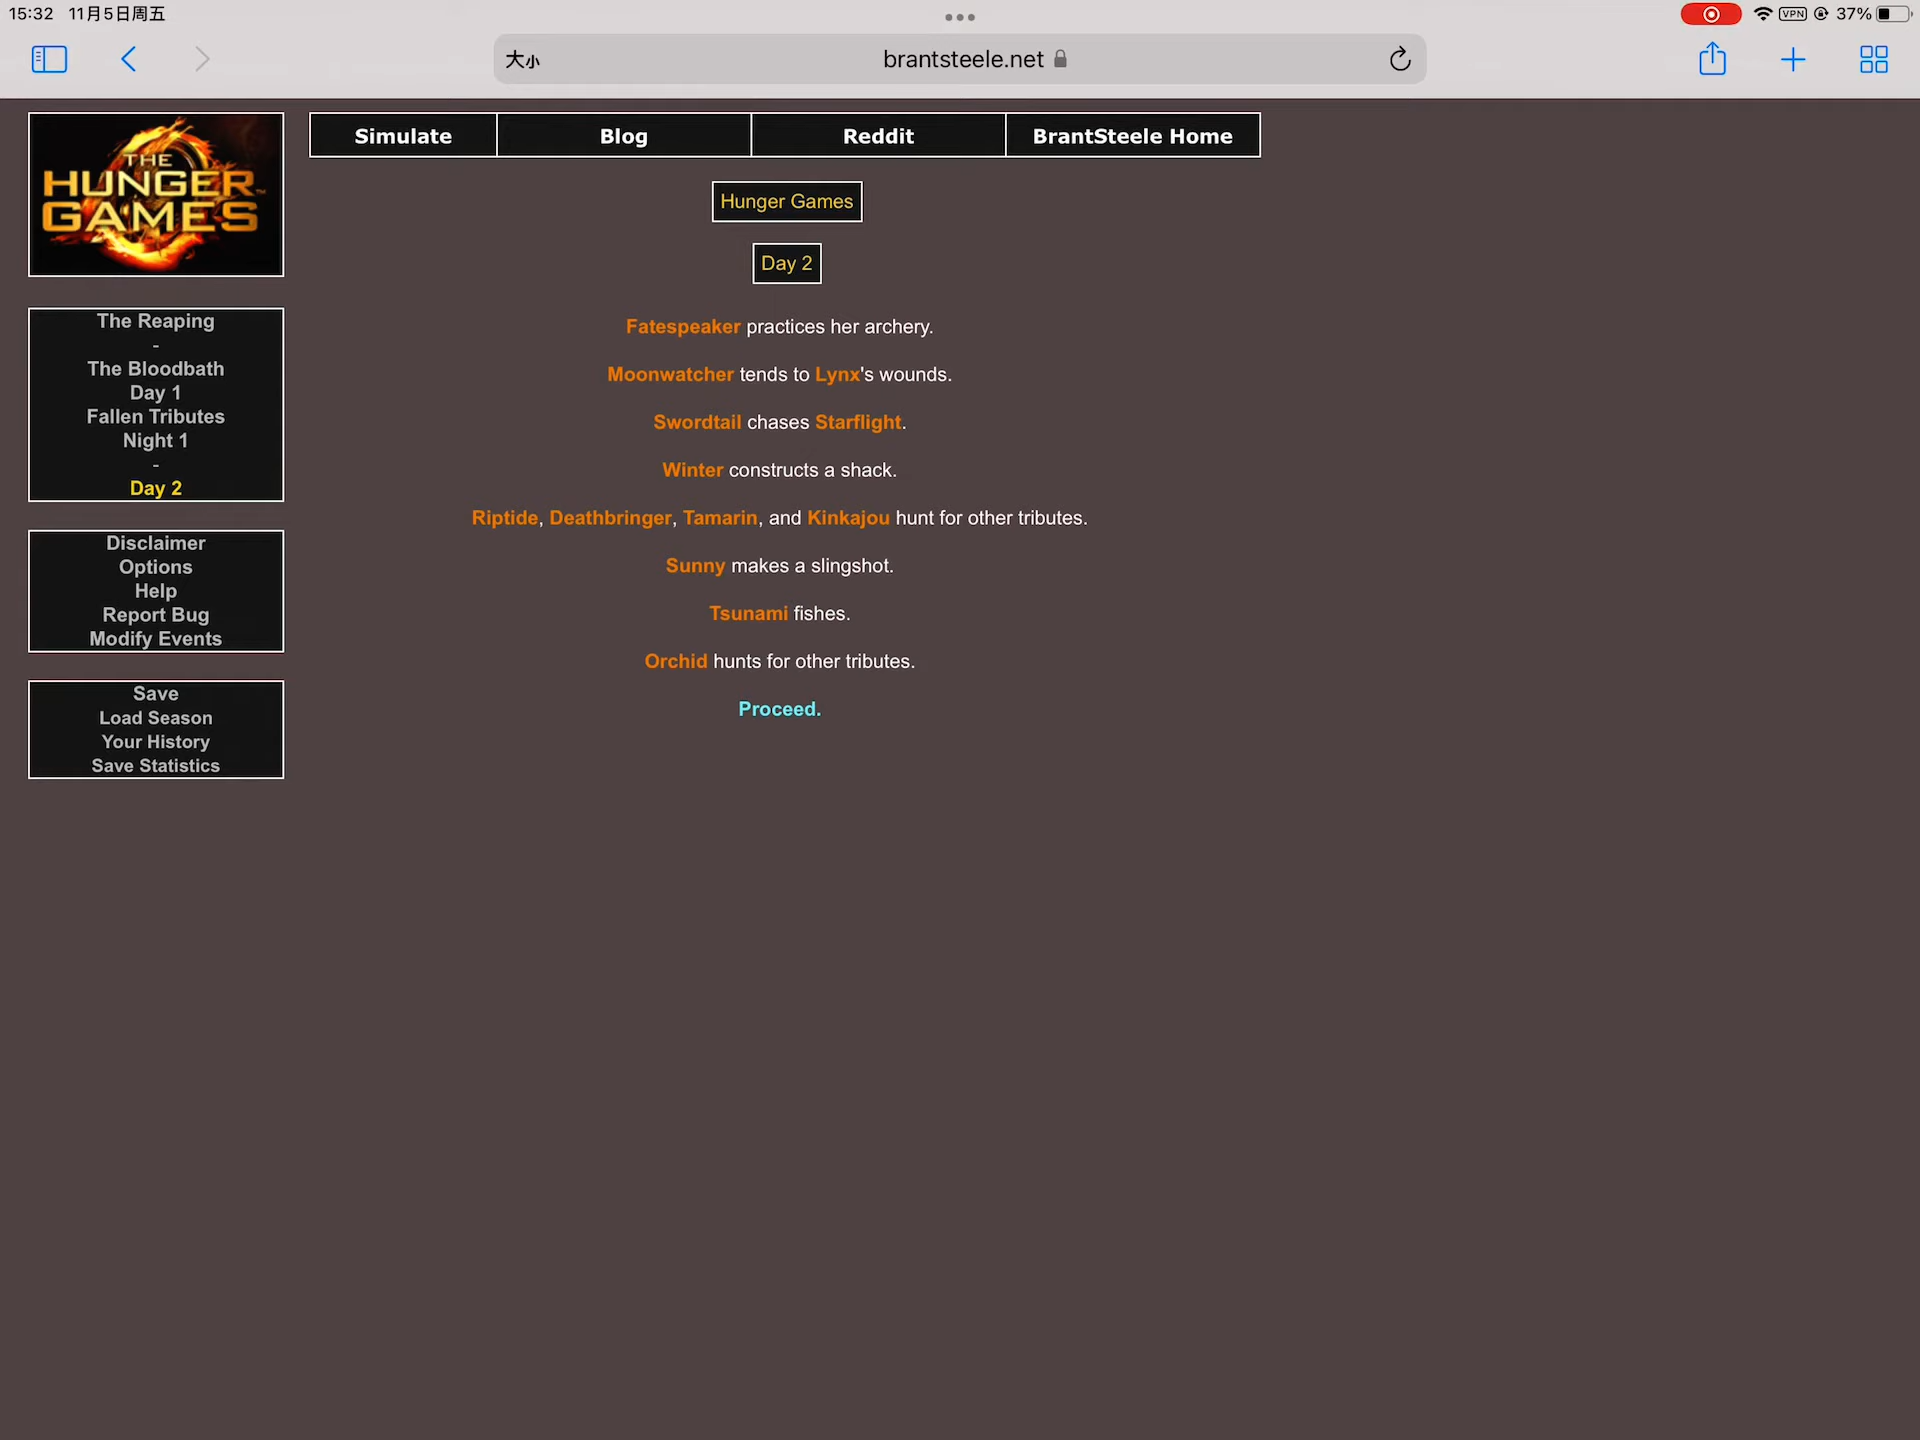 15:32 11月5日周五
VPN 37%
大小 brantsteele.net
THE HUNGER GAMES
Simulate Blog Reddit BrantSteele Home
Hunger Games
Day 2
The Reaping
-
The Bloodbath
Day 1
Fallen Tributes
Night 1
-
Day 2
Disclaimer
Options
Help
Report Bug
Modify Events
Save
Load Season
Your History
Save Statistics
Fatespeaker practices her archery.
Moonwatcher tends to Lynx's wounds.
Swordtail chases Starflight.
Winter constructs a shack.
Riptide, Deathbringer, Tamarin, and Kinkajou hunt for other tributes.
Sunny makes a slingshot.
Tsunami fishes.
Orchid hunts for other tributes.
Proceed.